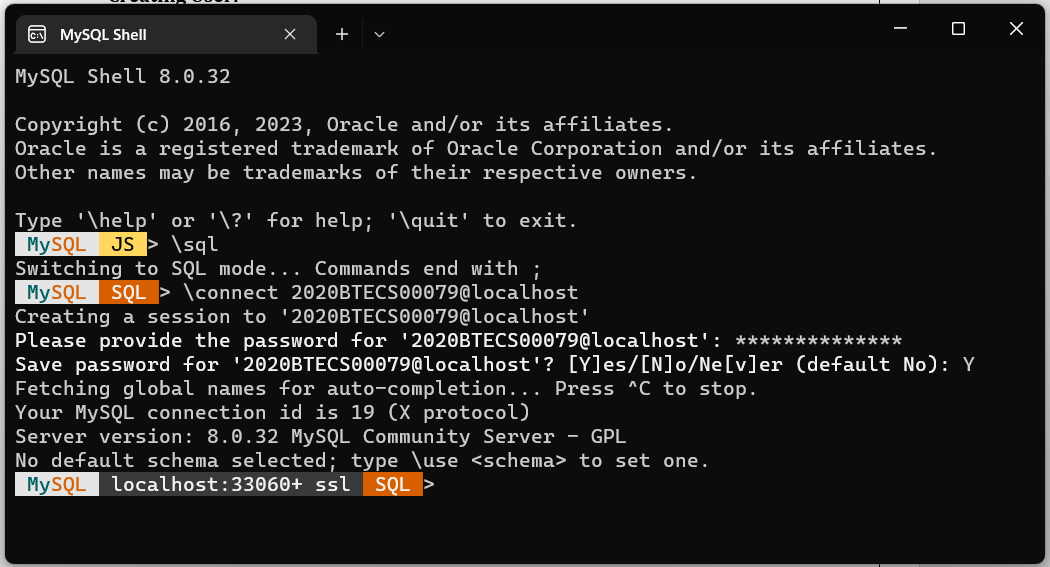 Creating User:
MySQL Shell
MySQL Shell 8.0.32
Copyright (c) 2016, 2023, Oracle and/or its affiliates.
Oracle is a registered trademark of Oracle Corporation and/or its affiliates.
Other names may be trademarks of their respective owners.
Type '\help' or '\?' for help; '\quit' to exit.
MySQL JS > \sql
Switching to SQL mode... Commands end with ;
MySQL SQL > \connect 2020BTECS00079@localhost
Creating a session to '2020BTECS00079@localhost'
Please provide the password for '2020BTECS00079@localhost': **************
Save password for '2020BTECS00079@localhost'? [Y]es/[N]o/Ne[v]er (default No): Y
Fetching global names for auto-completion... Press ^C to stop.
Your MySQL connection id is 19 (X protocol)
Server version: 8.0.32 MySQL Community Server - GPL
No default schema selected; type \use <schema> to set one.
MySQL localhost:33060+ ssl SQL >